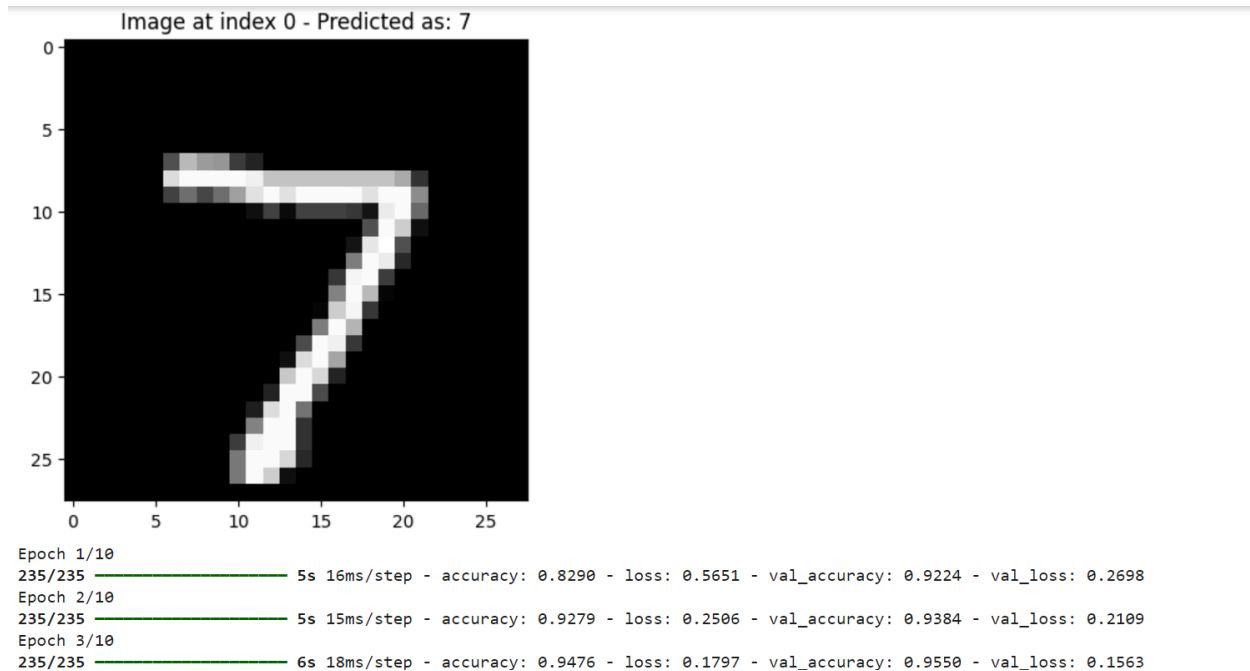 Image at index 0 - Predicted as: 7
0
5
10
15
20
25
0 5 10 15 20 25
Epoch 1/10
235/235 ━━━━━━━━━━━━━━━━━━━━ 5s 16ms/step - accuracy: 0.8290 - loss: 0.5651 - val_accuracy: 0.9224 - val_loss: 0.2698
Epoch 2/10
235/235 ━━━━━━━━━━━━━━━━━━━━ 5s 15ms/step - accuracy: 0.9279 - loss: 0.2506 - val_accuracy: 0.9384 - val_loss: 0.2109
Epoch 3/10
235/235 ━━━━━━━━━━━━━━━━━━━━ 6s 18ms/step - accuracy: 0.9476 - loss: 0.1797 - val_accuracy: 0.9550 - val_loss: 0.1563